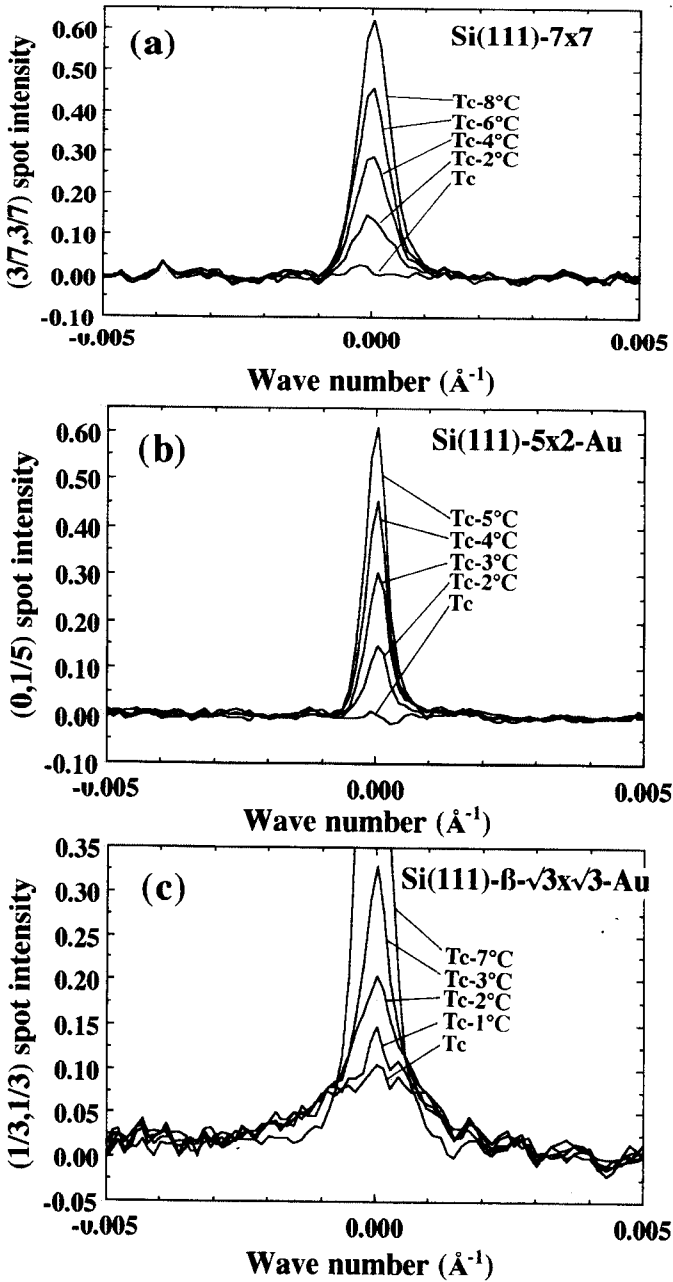 (a)
Si(111)-7x7
(3/7,3/7) spot intensity
0.60
0.50
0.40
0.30
0.20
0.10
0.00
-0.10
Tc-8°C
Tc-6°C
Tc-4°C
Tc-2°C
Tc
-0.005 0.000 0.005
Wave number (Å⁻¹)
(b)
Si(111)-5x2-Au
(0,1/5) spot intensity
0.60
0.50
0.40
0.30
0.20
0.10
0.00
-0.10
Tc-5°C
Tc-4°C
Tc-3°C
Tc-2°C
Tc
-0.005 0.000 0.005
Wave number (Å⁻¹)
(c)
Si(111)-ß-√3x√3-Au
(1/3,1/3) spot intensity
0.35
0.30
0.25
0.20
0.15
0.10
0.05
0.00
-0.05
Tc-7°C
Tc-3°C
Tc-2°C
Tc-1°C
Tc
-0.005 0.000 0.005
Wave number (Å⁻¹)